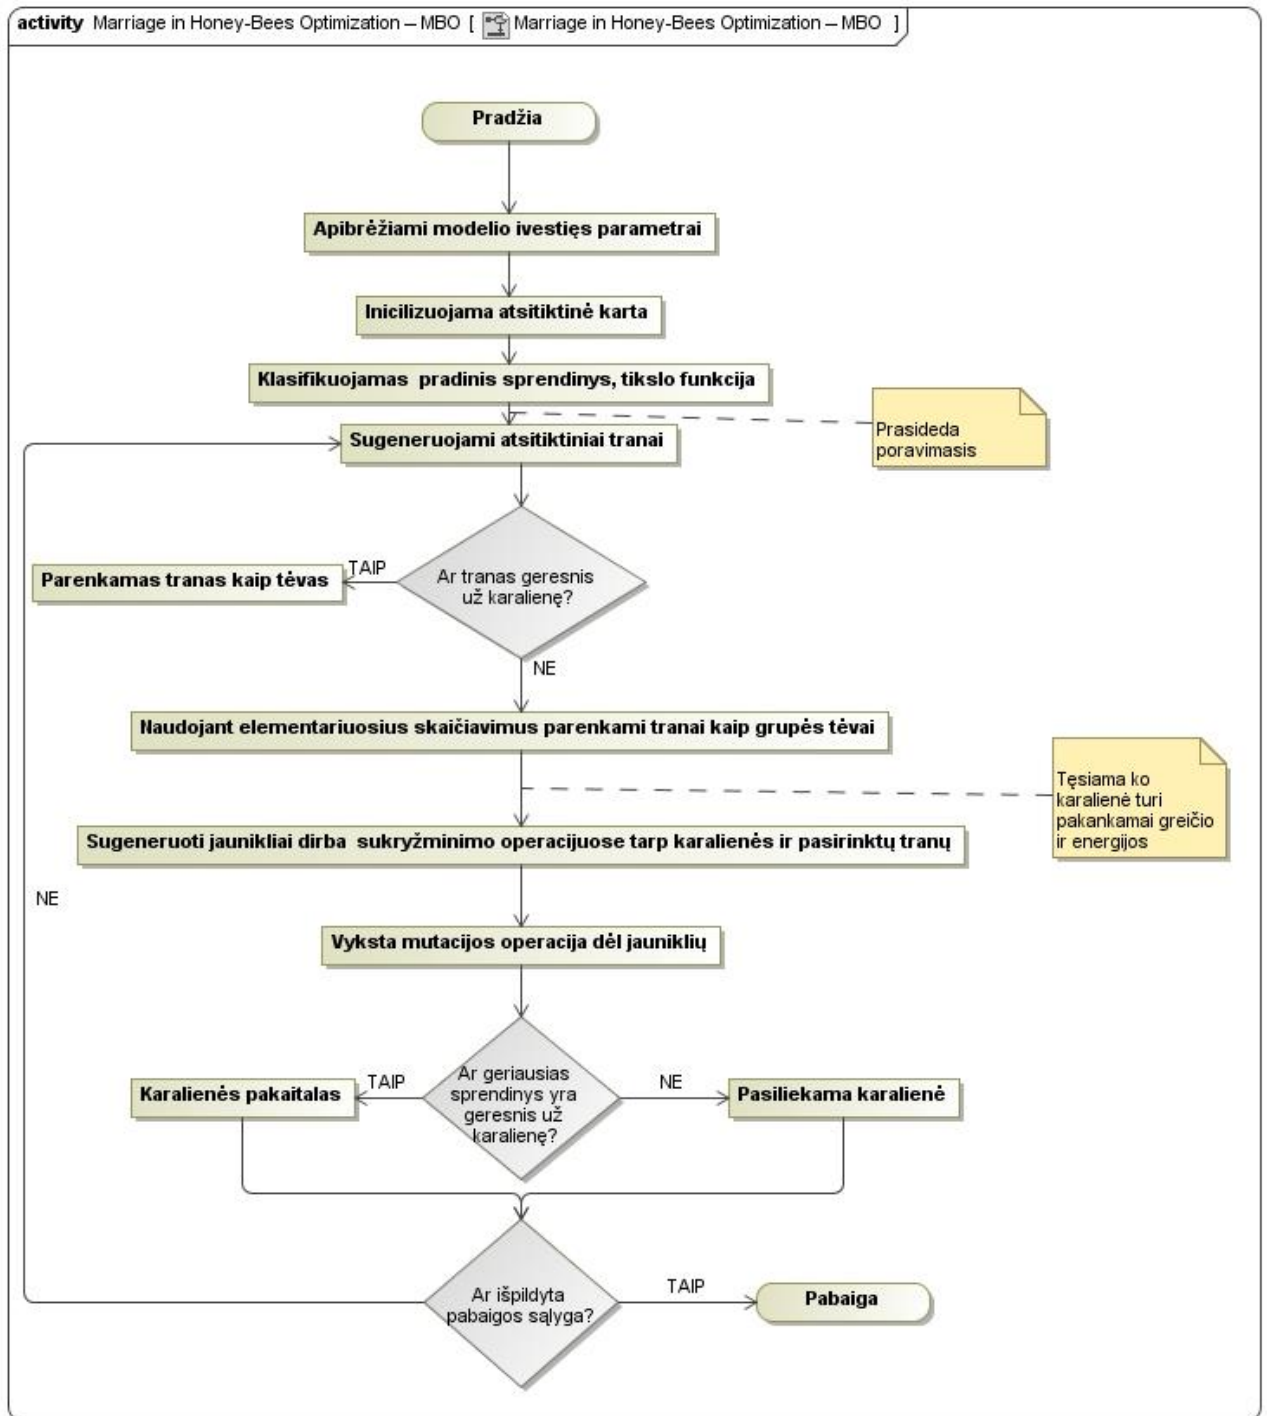 activity Marriage in Honey-Bees Optimization – MBO [ Marriage in Honey-Bees Optimization – MBO ]
Pradžia
Apibrėžiami modelio ivestięs parametrai
Inicilizuojama atsitiktinė karta
Klasifikuojamas pradinis sprendinys, tikslo funkcija
Prasideda
poravimasis
Sugeneruojami atsitiktiniai tranai
Ar tranas geresnis
už karalienę?
TAIP
Parenkamas tranas kaip tėvas
NE
Naudojant elementariuosius skaičiavimus parenkami tranai kaip grupės tėvai
Tęsiama ko
karalienė turi
pakankamai greičio
ir energijos
Sugeneruoti jaunikliai dirba sukryžminimo operacijuose tarp karalienės ir pasirinktų tranų
NE
Vyksta mutacijos operacija dėl jauniklių
Ar geriausias
sprendinys yra
geresnis už
karalienę?
TAIP
Karalienės pakaitalas
NE
Pasiliekama karalienė
Ar išpildyta
pabaigos sąlyga?
TAIP
Pabaiga